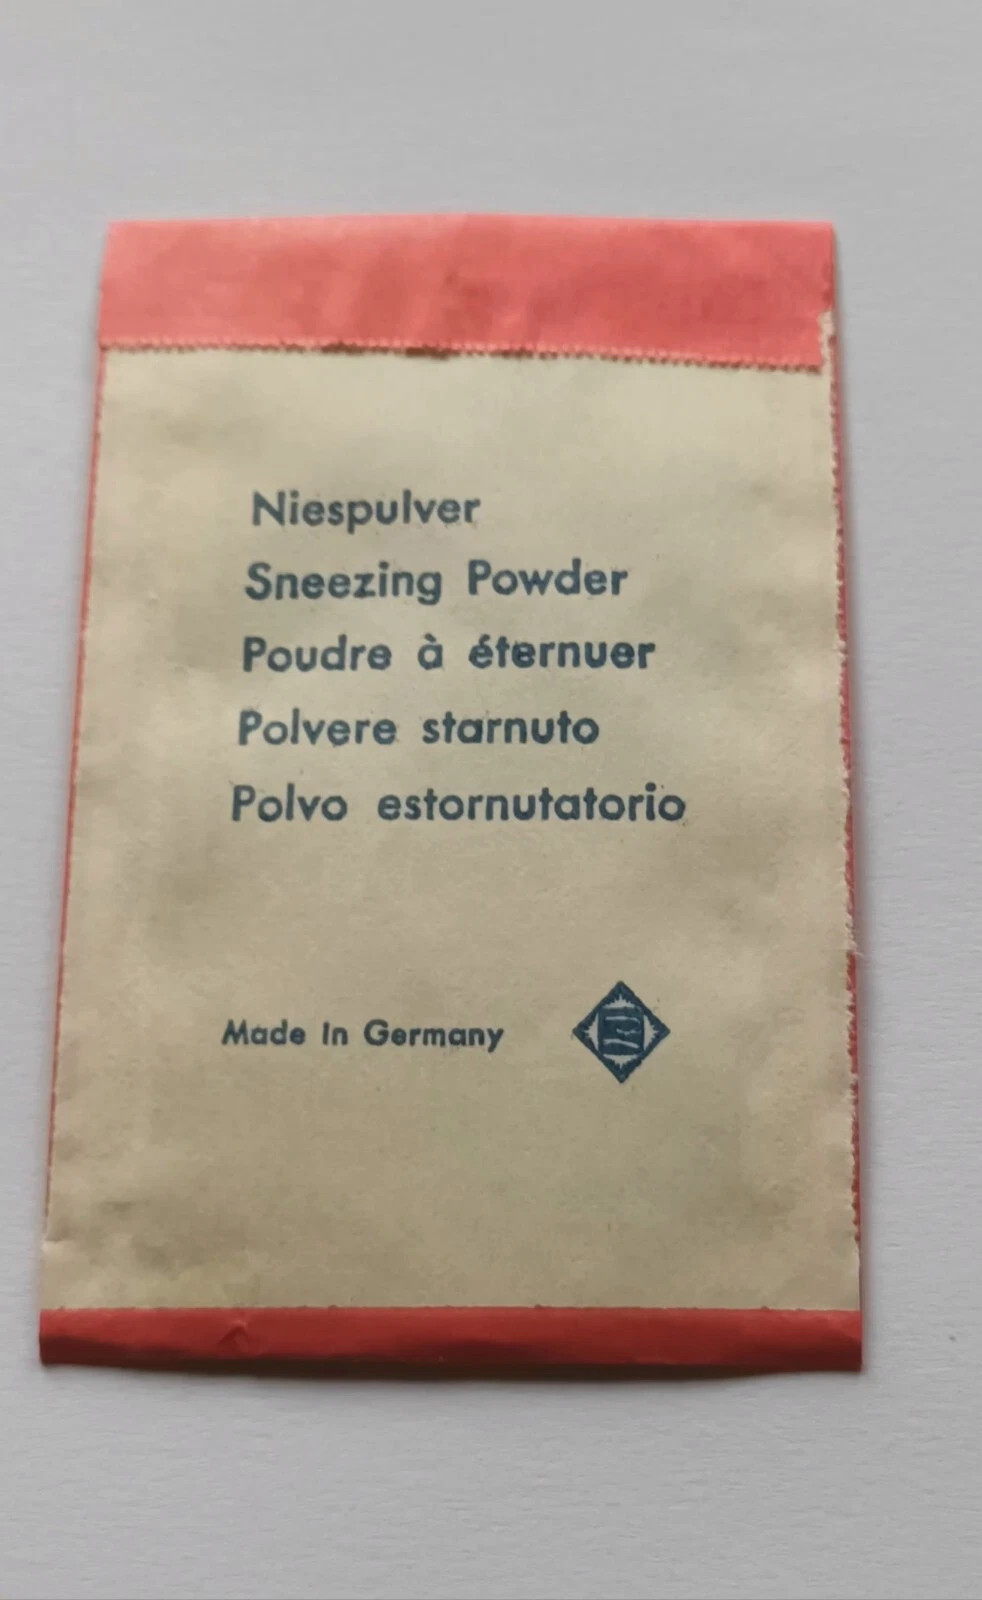 Niespulver
Sneezing Powder
Poudre à éternuer
Polvere starnuto
Polvo estornutatorio
Made in Germany